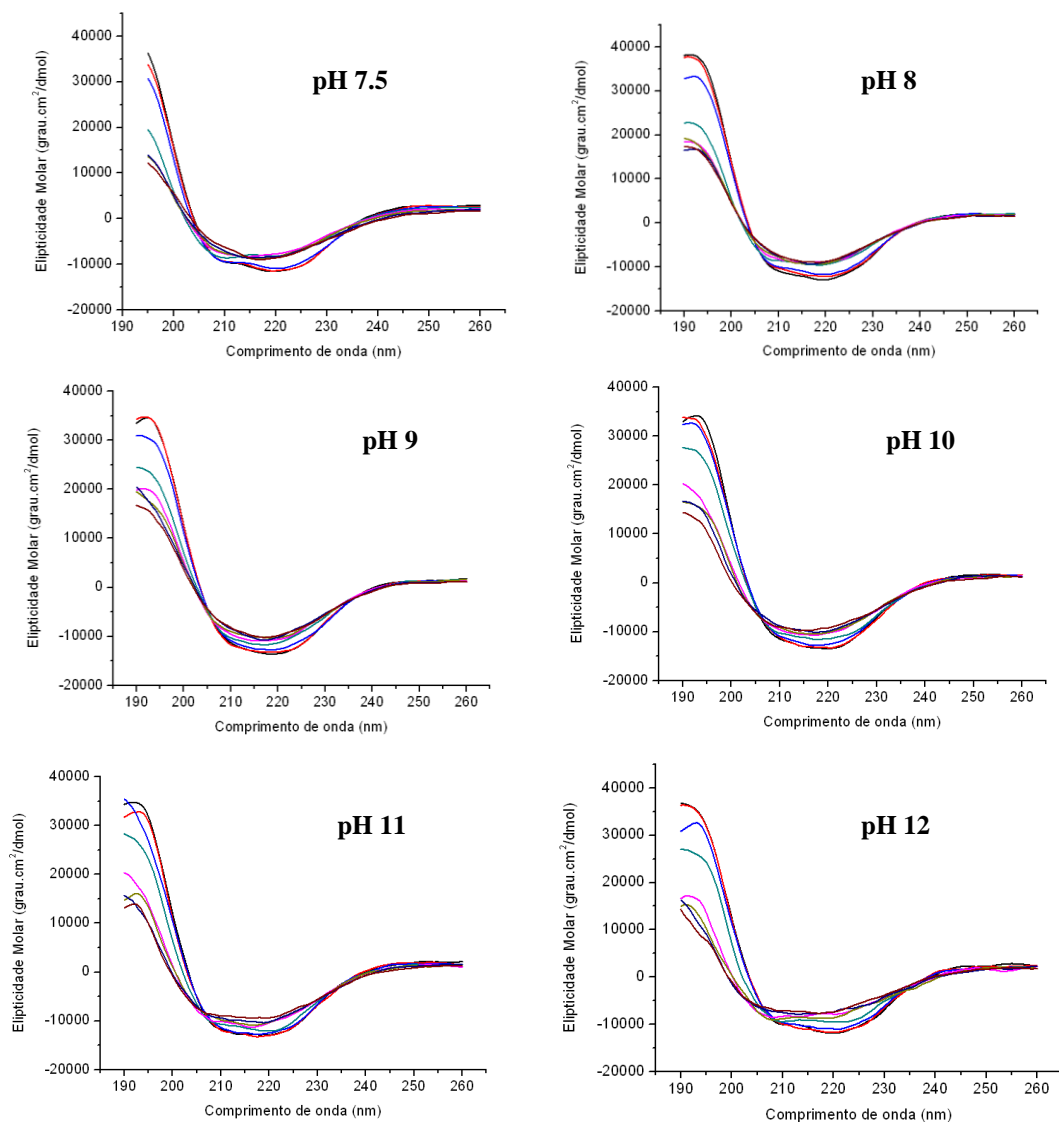 pH 7.5
Elipticidade Molar (grau.cm²/dmol)
40000
30000
20000
10000
0
-10000
-20000
190 200 210 220 230 240 250 260
Comprimento de onda (nm)
pH 8
Elipticidade Molar (grau.cm²/dmol)
40000
30000
20000
10000
0
-10000
-20000
190 200 210 220 230 240 250 260
Comprimento de onda (nm)
pH 9
Elipticidade Molar (grau.cm²/dmol)
40000
30000
20000
10000
0
-10000
-20000
190 200 210 220 230 240 250 260
Comprimento de onda (nm)
pH 10
Elipticidade Molar (grau.cm²/dmol)
40000
30000
20000
10000
0
-10000
-20000
190 200 210 220 230 240 250 260
Comprimento de onda (nm)
pH 11
Elipticidade Molar (grau.cm²/dmol)
40000
30000
20000
10000
0
-10000
-20000
190 200 210 220 230 240 250 260
Comprimento de onda (nm)
pH 12
Elipticidade Molar (grau.cm²/dmol)
40000
30000
20000
10000
0
-10000
-20000
190 200 210 220 230 240 250 260
Comprimento de onda (nm)